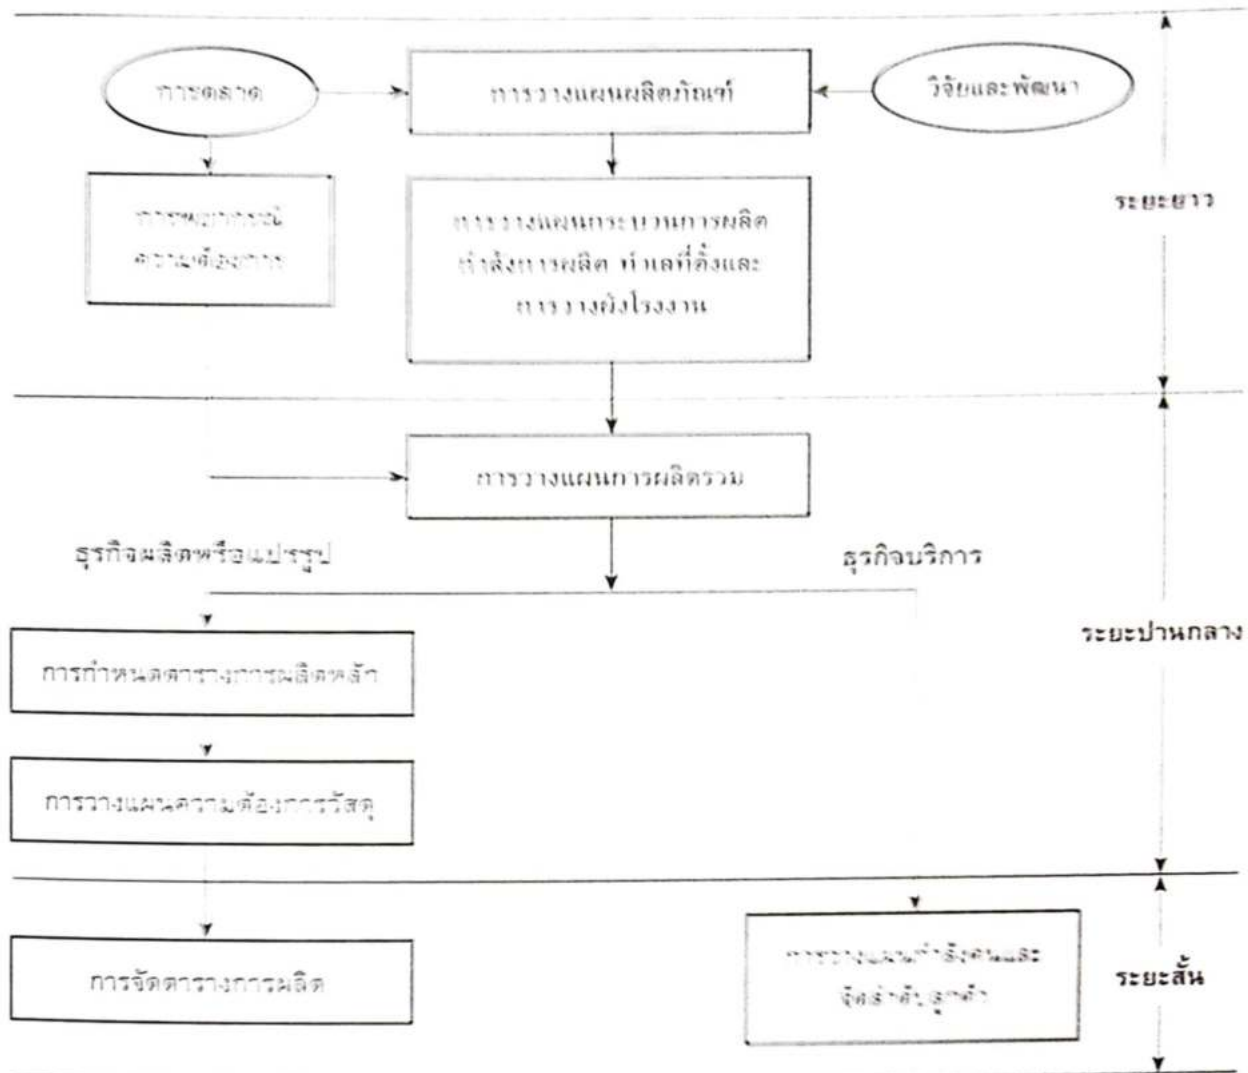 การตลาด
การวางแผนผลิตภัณฑ์
วิจัยและพัฒนา
การพยากรณ์
ความต้องการ
การวางแผนกระบวนการผลิต
กำลังการผลิต ทำเลที่ตั้งและ
การวางผังโรงงาน
ระยะยาว
การวางแผนการผลิตรวม
ธุรกิจผลิตหรือแปรรูป
ธุรกิจบริการ
ระยะปานกลาง
การกำหนดตารางการผลิตหลัก
การวางแผนความต้องการวัสดุ
การจัดตารางการผลิต
การวางแผนกำลังคนและ
จัดลำดับลูกค้า
ระยะสั้น